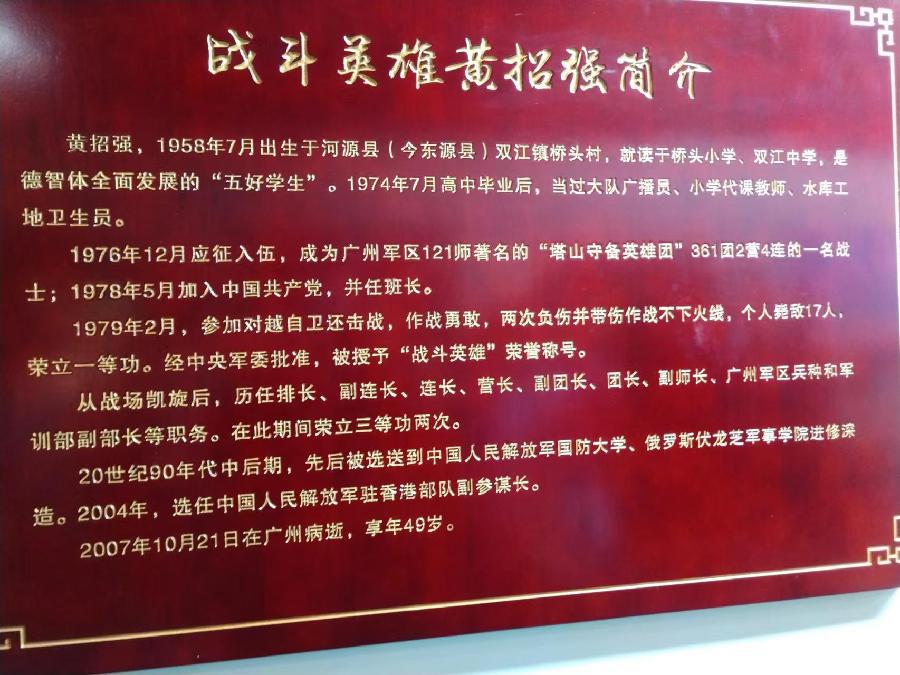 战斗英雄黄招强简介
黄招强，1958年7月出生于河源县（今东源县）双江镇桥头村，就读于桥头小学、双江中学，是
德智体全面发展的“五好学生”。1974年7月高中毕业后，当过大队广播员、小学代课教师、水库工
地卫生员。
1976年12月应征入伍，成为广州军区121师著名的“塔山守备英雄团”361团2营4连的一名战
士；1978年5月加入中国共产党，并任班长。
1979年2月，参加对越自卫还击战，作战勇敢，两次负伤并带伤作战不下火线，个人毙敌17人，
荣立一等功。经中央军委批准，被授予“战斗英雄”荣誉称号。
从战场凯旋后，历任排长、副连长、连长、营长、副团长、团长、副师长、广州军区兵种和军
训部副部长等职务。在此期间荣立三等功两次。
20世纪90年代中后期，先后被选送到中国人民解放军国防大学、俄罗斯伏龙芝军事学院进修深
造。2004年，选任中国人民解放军驻香港部队副参谋长。
2007年10月21日在广州病逝，享年49岁。